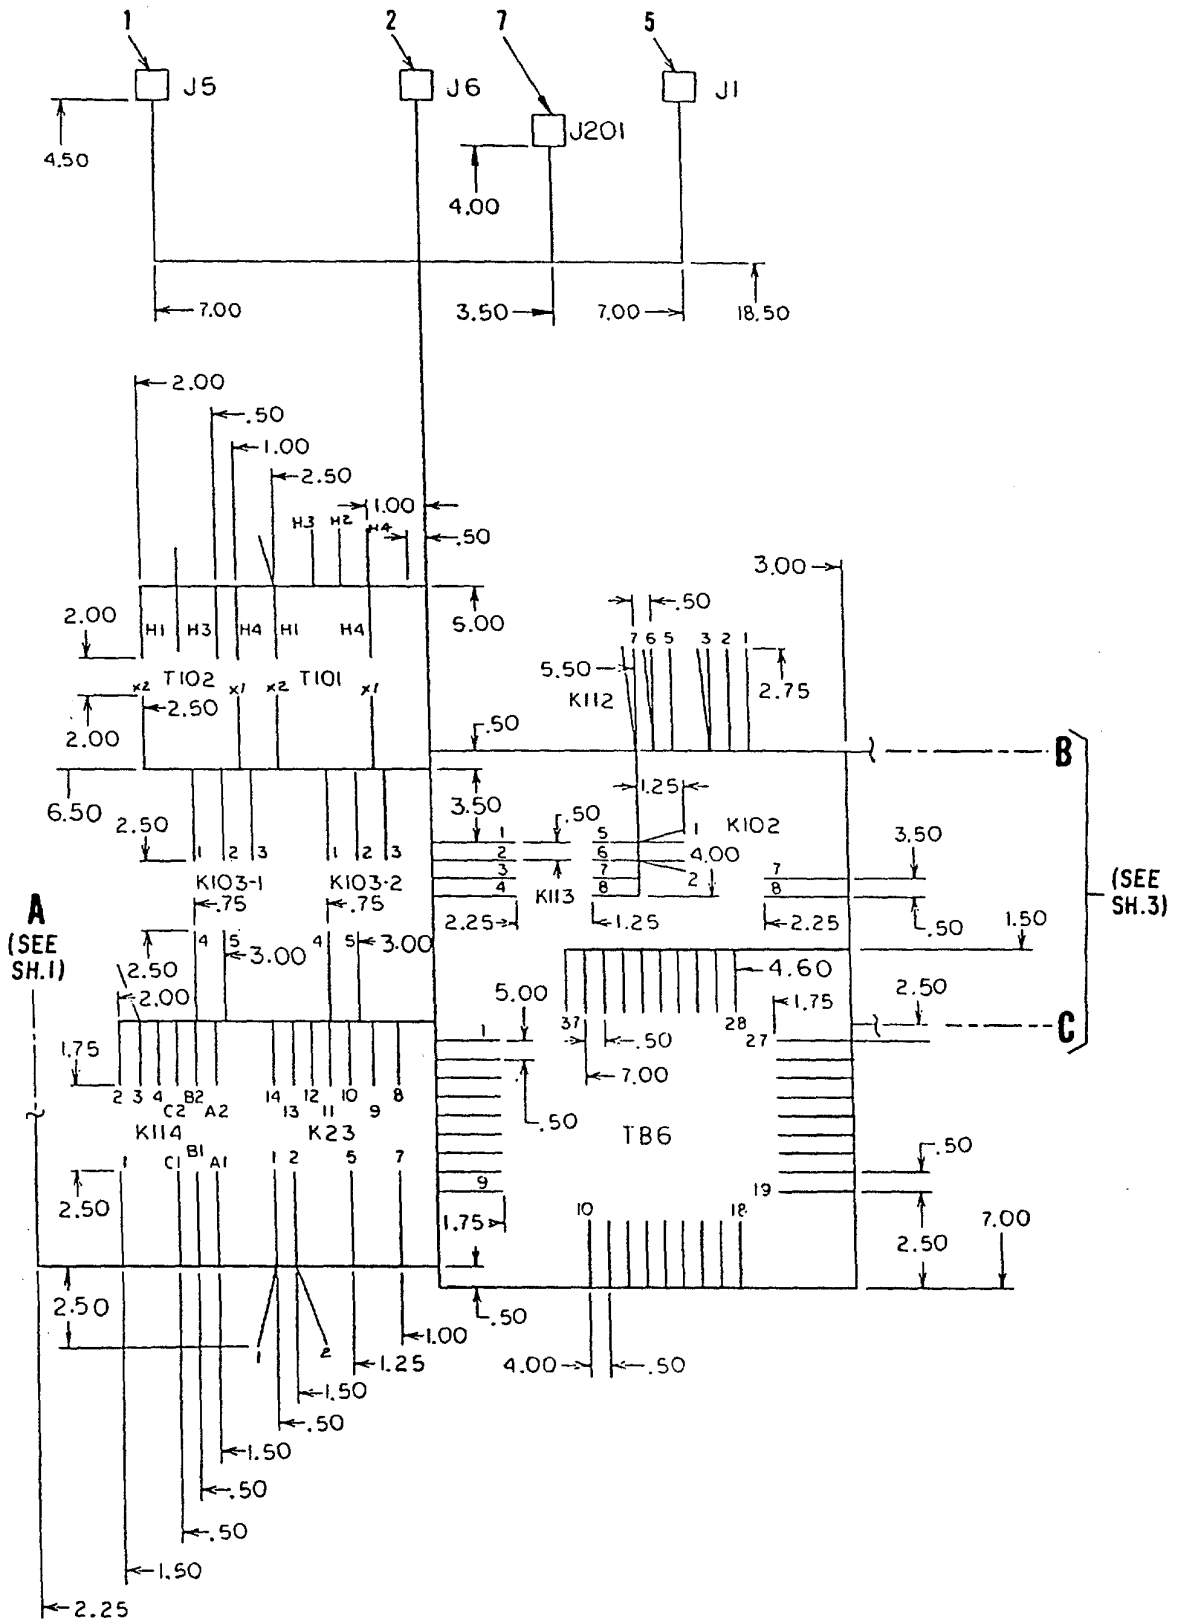 1 2 7 5
J5 J6 J201 J1
4.50 4.00
7.00 3.50 7.00 18.50
2.00
.50
1.00
2.50
1.00
H3 H2 H4
.50
3.00
2.00 5.00 .50
H1 H3 H4 H1 H4
7 6 5 3 2 1
5.50
T102 T101 K112 2.75
X2 X1 X2 X1
2.50
2.00 .50
B
6.50 3.50 1.25
2.50 .50
1 5 1 K102
2 6 4.00 3.50
1 2 3 1 2 3
3 7 2 7
4 K113 8 8
K103-1 K103-2
A
(SEE SH.1)
(SEE SH.3)
.75 .75 2.25 1.25 2.25 .50
1.50
4 5 4 5
3.00 3.00
2.50
2.00
4.60
5.00 1.75 2.50
37 28 27
C
1 .50
1.75 7.00
2 3 4 C2 B2 A2 14 13 12 11 10 9 8
.50
K114 K23 TB6
1 C1 B1 A1 1 2 5 7
.50
9 19
2.50
10 18
1.75 7.00
2.50
2.50 .50
1 2
1.00
1.25
4.00 .50
1.50
.50
1.50
.50
.50
1.50
2.25